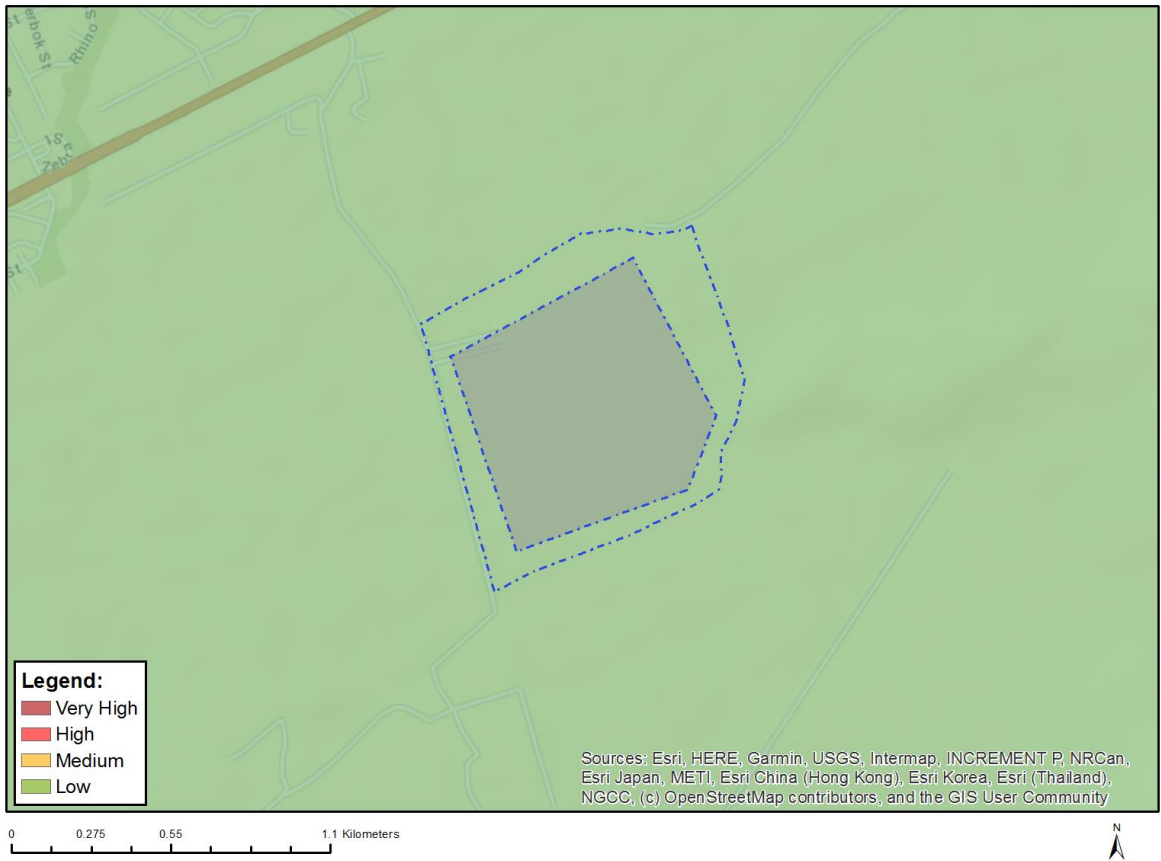 St
erbok St
Rhino S
Zebr
St
Legend:
Very High
High
Medium
Low
Sources: Esri, HERE, Garmin, USGS, Intermap, INCREMENT P, NRCan,
Esri Japan, METI, Esri China (Hong Kong), Esri Korea, Esri (Thailand),
NGCC, (c) OpenStreetMap contributors, and the GIS User Community
0 0.275 0.55 1.1 Kilometers
N